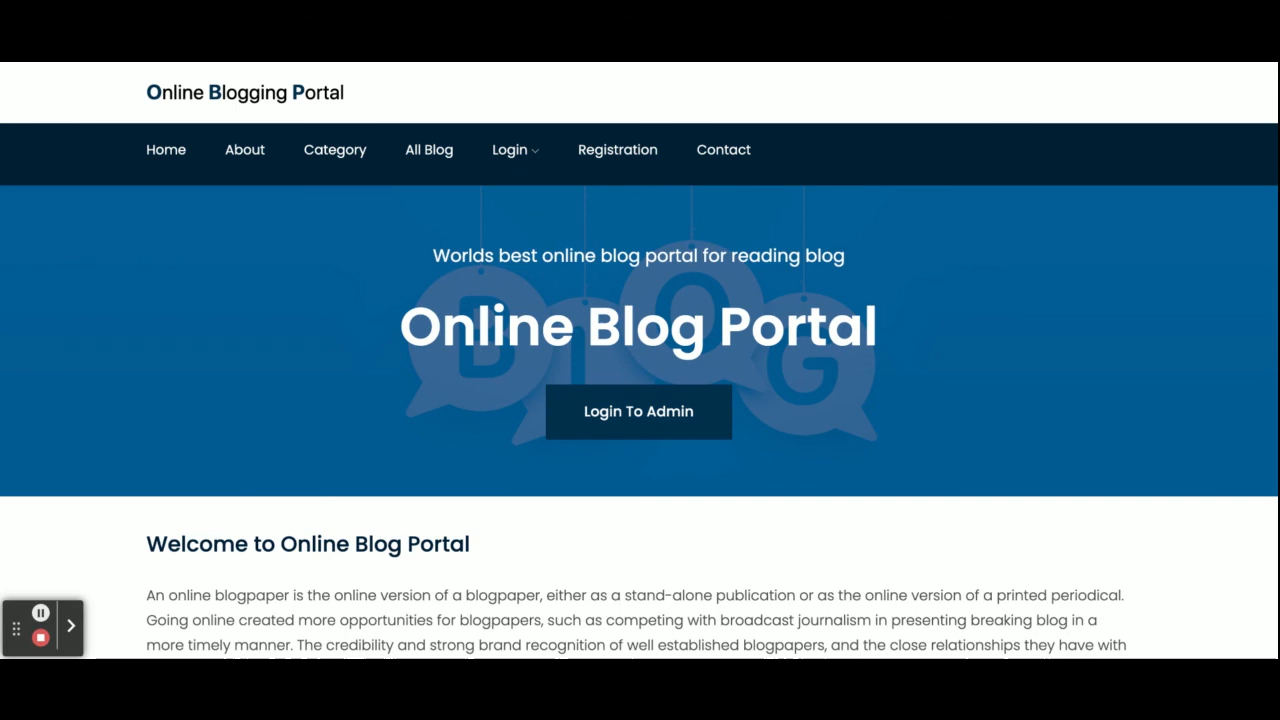 Online Blogging Portal
Home About Category All Blog Login Registration Contact
Worlds best online blog portal for reading blog
BLOG
Online Blog Portal
Login To Admin
Welcome to Online Blog Portal
An online blogpaper is the online version of a blogpaper, either as a stand-alone publication or as the online version of a printed periodical.
Going online created more opportunities for blogpapers, such as competing with broadcast journalism in presenting breaking blog in a
more timely manner. The credibility and strong brand recognition of well established blogpapers, and the close relationships they have with